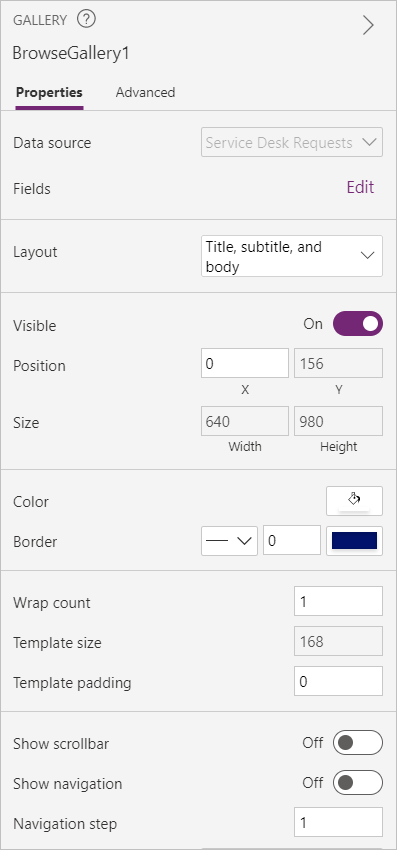 GALLERY ?
BrowseGallery1
Properties Advanced
Data source Service Desk Requests
Fields Edit
Layout Title, subtitle, and
body
Visible On
Position 0 156
X Y
Size 640 980
Width Height
Color
Border 0
Wrap count 1
Template size 168
Template padding 0
Show scrollbar Off
Show navigation Off
Navigation step 1